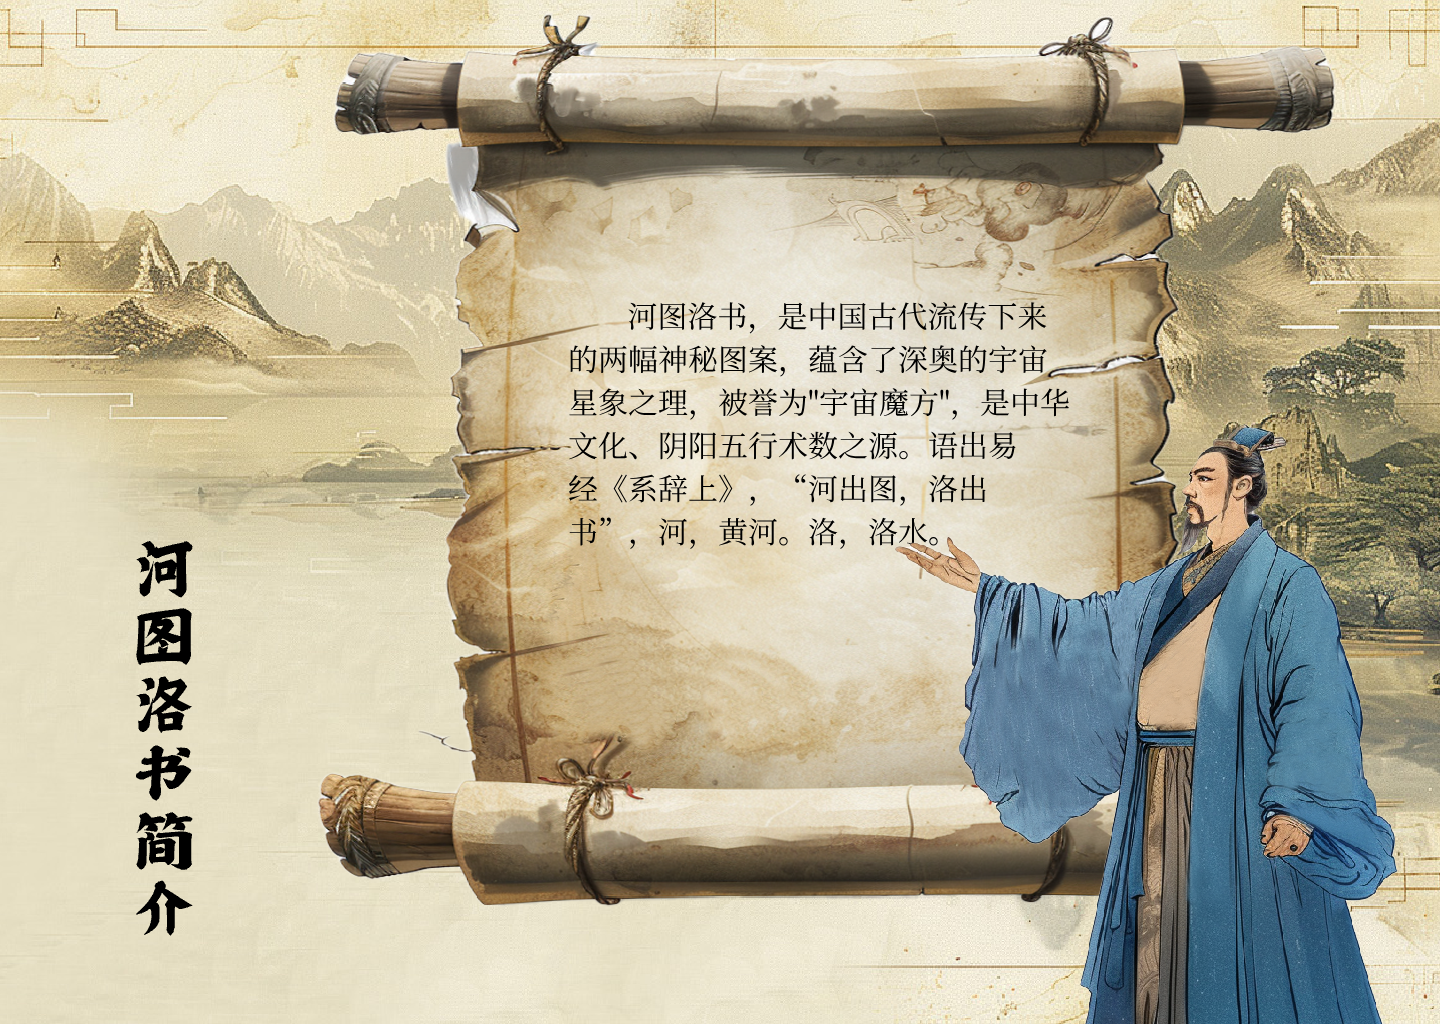 河图洛书简介
河图洛书，是中国古代流传下来
的两幅神秘图案，蕴含了深奥的宇宙
星象之理，被誉为"宇宙魔方"，是中华
文化、阴阳五行术数之源。语出易
经《系辞上》，“河出图，洛出
书”，河，黄河。洛，洛水。